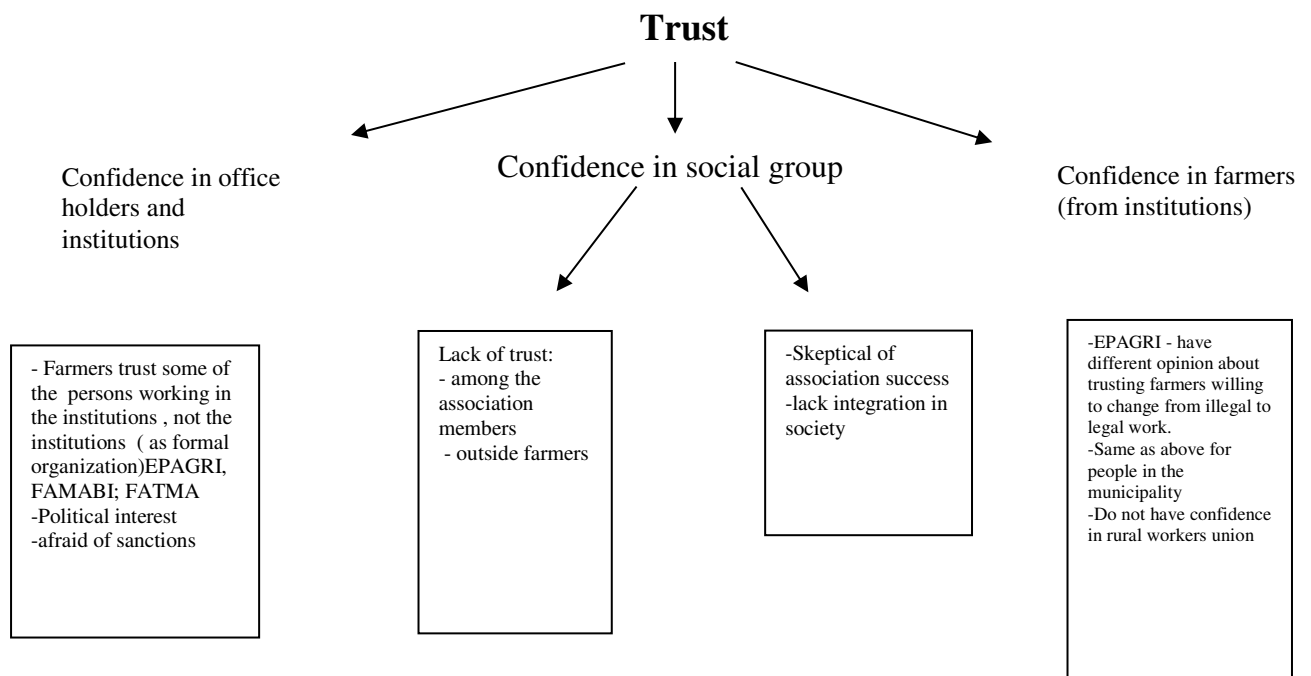 Trust
Confidence in office
holders and
institutions
Confidence in social group
Confidence in farmers
(from institutions)
- Farmers trust some of
the persons working in
the institutions , not the
institutions ( as formal
organization)EPAGRI,
FAMABI; FATMA
-Political interest
-afraid of sanctions
Lack of trust:
- among the
association
members
- outside farmers
-Skeptical of
association success
-lack integration in
society
-EPAGRI - have
different opinion about
trusting farmers willing
to change from illegal to
legal work.
-Same as above for
people in the
municipality
-Do not have confidence
in rural workers union